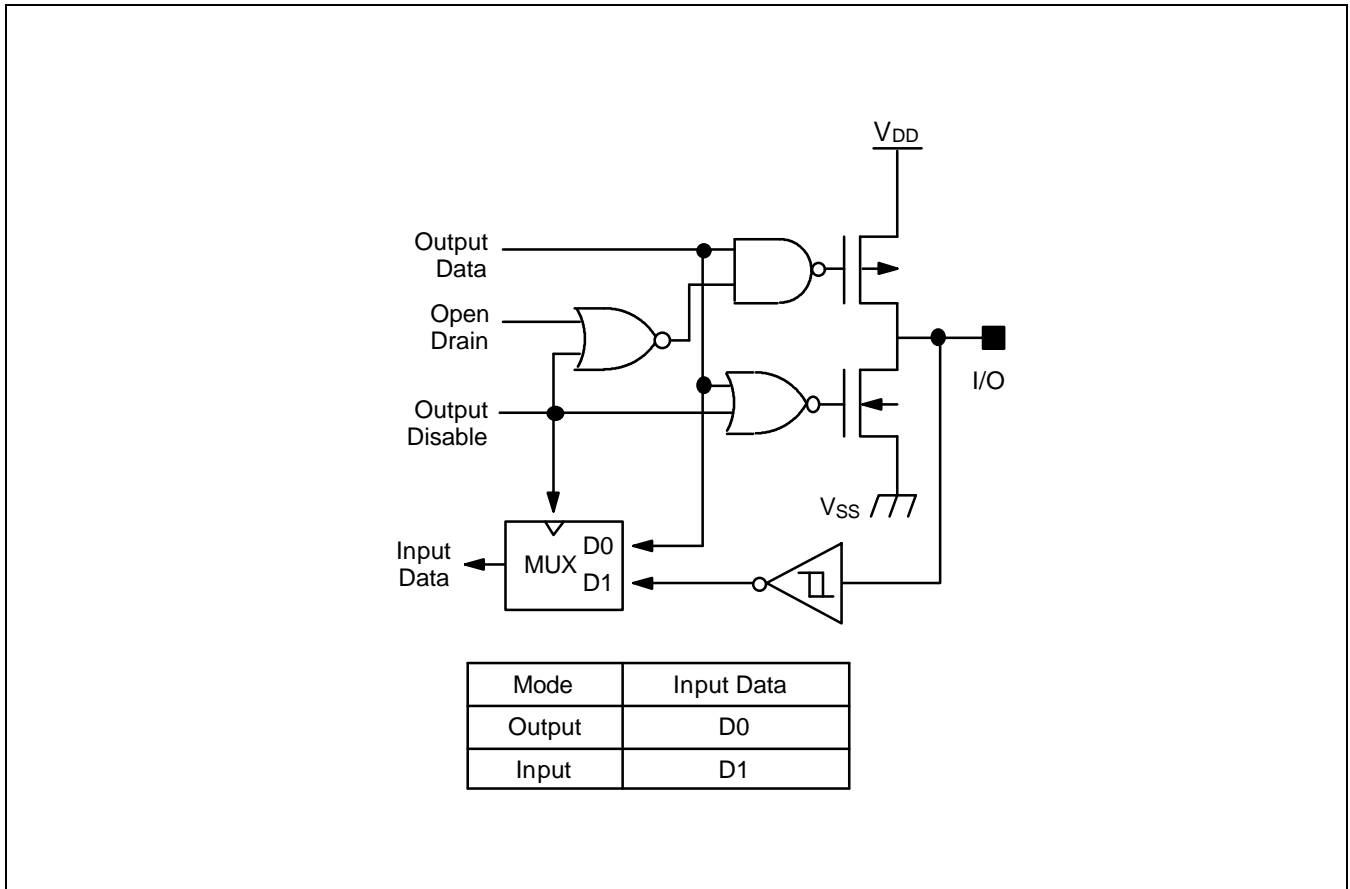 VDD
Output
Data
Open
Drain
I/O
Output
Disable
VSS
Input
Data
MUX
D0
D1
Mode Input Data
Output D0
Input D1